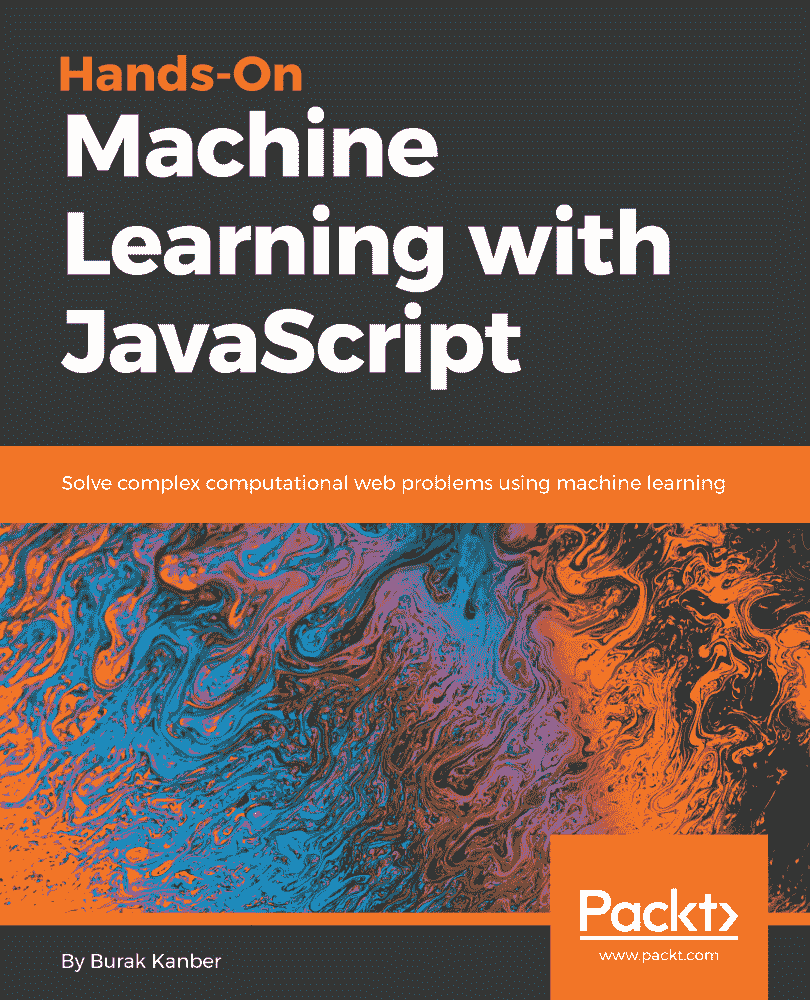 Hands-On
Machine
Learning with
JavaScript
Solve complex computational web problems using machine learning
Packt>
www.packt.com
By Burak Kanber